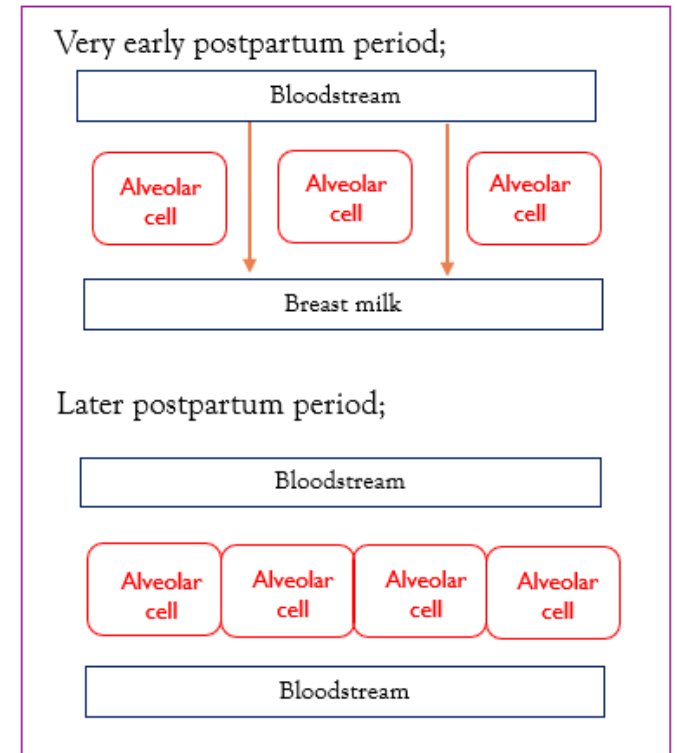 Very early postpartum period;
Bloodstream
Alveolar
cell
Alveolar
cell
Alveolar
cell
Breast milk
Later postpartum period;
Bloodstream
Alveolar
cell
Alveolar
cell
Alveolar
cell
Alveolar
cell
Bloodstream